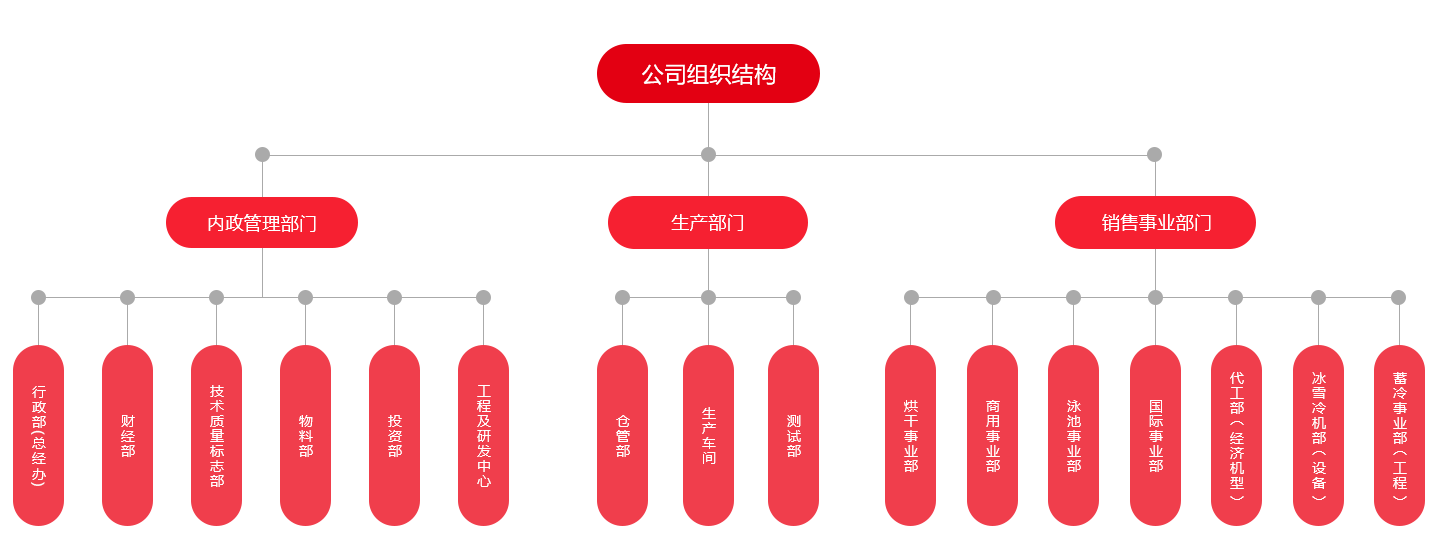 公司组织结构
内政管理部门
生产部门
销售事业部门
行政部(总经办)
财经部
技术质量标志部
物料部
投资部
工程及研发中心
仓管部
生产车间
测试部
烘干事业部
商用事业部
泳池事业部
国际事业部
代工部（经济机型）
冰雪冷机部（设备）
蓄冷事业部（工程）